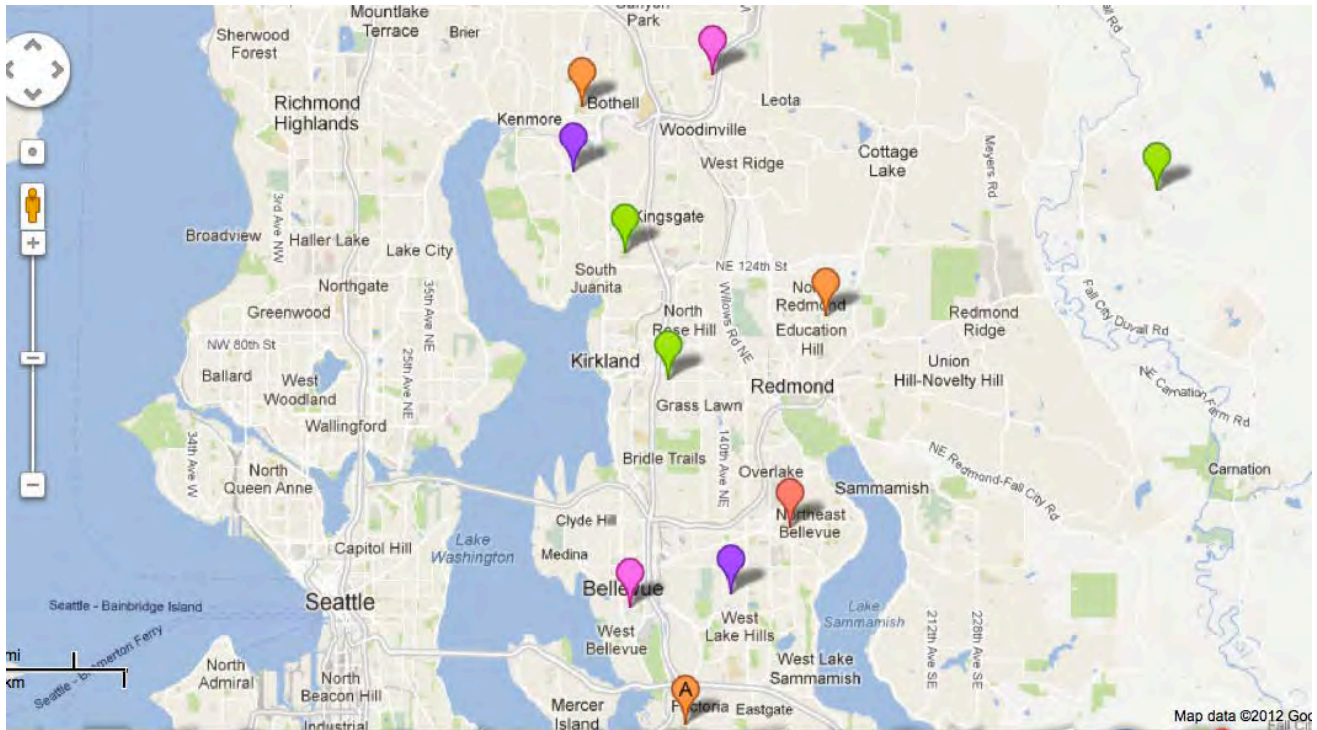 Mountlake
Terrace
Brier
Park
Sherwood
Forest
Richmond
Highlands
Kenmore
Bothell
Leota
Woodinville
West Ridge
Cottage
Lake
Meyers Rd
3rd Ave NW
Broadview
Haller Lake
Lake City
Kingsgate
South
Juanita
NE 124th St
Northgate
35th Ave NE
Greenwood
North
Rose Hill
Willows Rd NE
Redmond
Education
Hill
Redmond
Ridge
Fall City Duvall Rd
NW 80th St
Ballard
West
Woodland
25th Ave NE
Kirkland
Redmond
Union
Hill-Novelty Hill
NE Carnation Farm Rd
Grass Lawn
Wallingford
34th Ave W
North
Queen Anne
Bridle Trails
140th Ave NE
Overlake
NE Redmond-Fall City Rd
Sammamish
Carnation
Clyde Hill
Northeast
Bellevue
Capitol Hill
Lake
Washington
Medina
Bellevue
Seattle - Bainbridge Island
Seattle
West
Bellevue
West
Lake Hills
Lake
Sammamish
212th Ave SE
228th Ave SE
mi
km
North
Admiral
North
Beacon Hill
Industrial
West Lake
Sammamish
Mercer
Island
A
Eastgate
Map data ©2012 Goo